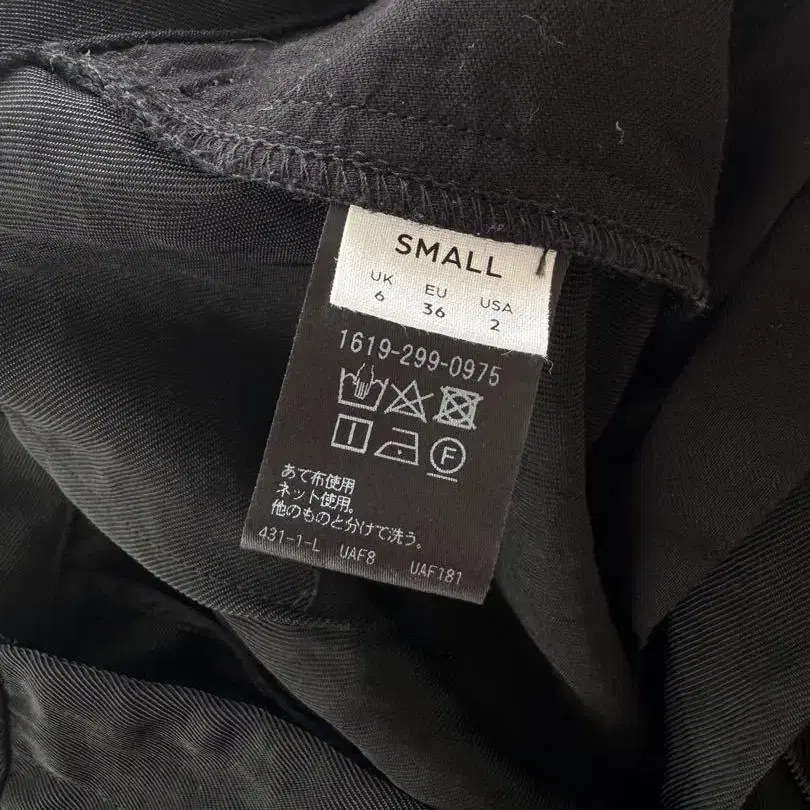 SMALL
UK EU USA
6 36 2
1619-299-0975
F
あて布使用
ネット使用。
他のものと分けて洗う。
431-1-L UAF8 UAF181